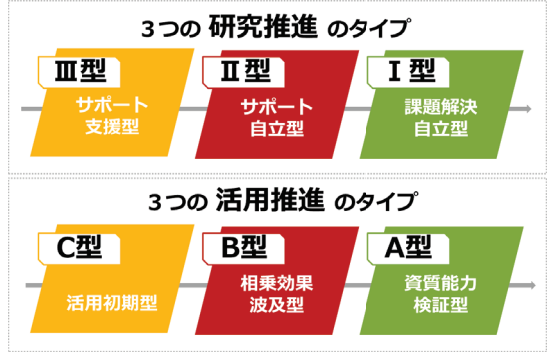 3つの 研究推進 のタイプ
Ⅲ型
サポート
支援型
Ⅱ型
サポート
自立型
Ⅰ型
課題解決
自立型
3つの 活用推進 のタイプ
C型
活用初期型
B型
相乗効果
波及型
A型
資質能力
検証型